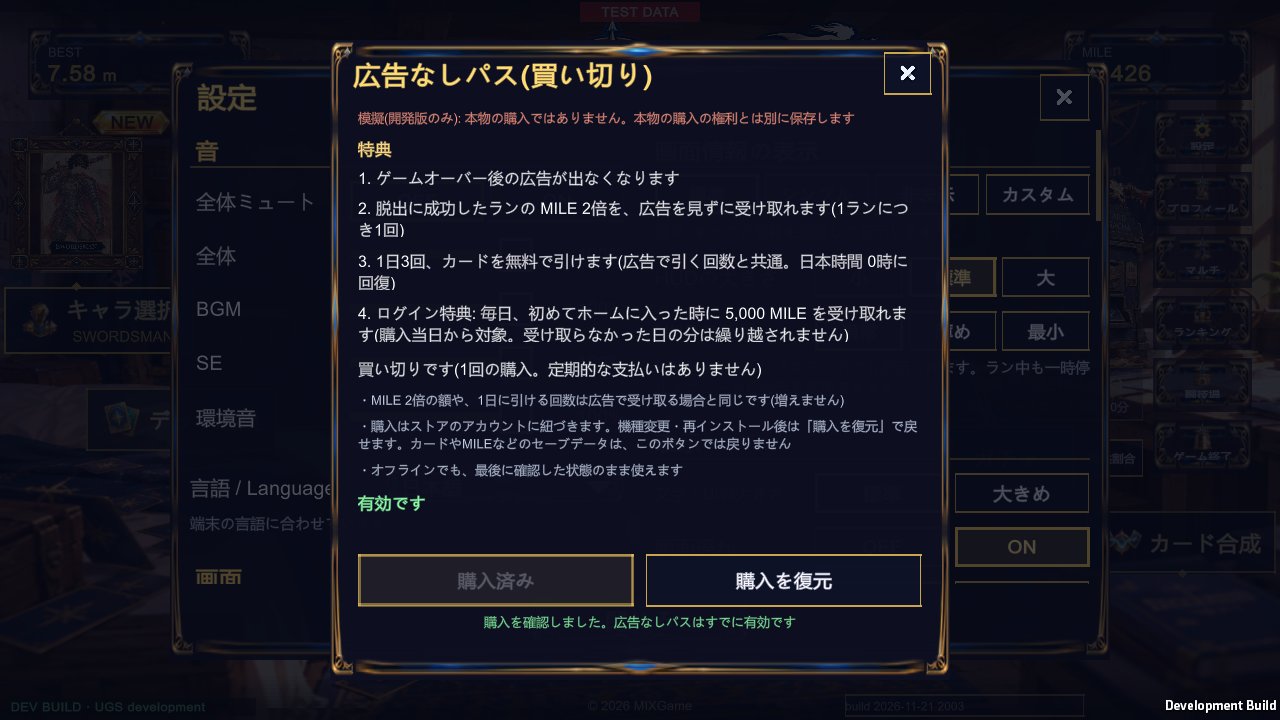 TEST DATA
BEST
7.58 m
MILE
426
広告なしパス(買い切り)
設定
NEW
模擬(開発版のみ): 本物の購入ではありません。本物の購入の権利とは別に保存します
音
特典
設定
1. ゲームオーバー後の広告が出なくなります
全体ミュート
カスタム
2. 脱出に成功したランの MILE 2倍を、広告を見ずに受け取れます(1ランにつ
き1回)
プロフィール
全体
3. 1日3回、カードを無料で引けます(広告で引く回数と共通。日本時間 0時に
回復)
大
マルチ
キャラ選択
BGM
4. ログイン特典: 毎日、初めてホームに入った時に 5,000 MILE を受け取れま
す(購入当日から対象。受け取らなかった日の分は繰り越されません)
最小
ランキング
SWORDSMAN
SE
買い切りです(1回の購入。定期的な支払いはありません)
ます。ラン中も一時停
・MILE 2倍の額や、1日に引ける回数は広告で受け取る場合と同じです(増えません)
環境音
・購入はストアのアカウントに紐づきます。機種変更・再インストール後は「購入を復元」で戻
せます。カードやMILEなどのセーブデータは、このボタンでは戻りません
ゲーム終了
・オフラインでも、最後に確認した状態のまま使えます
言語 / Language
有効です
大きめ
端末の言語に合わせ
ON
カード合成
画面
購入済み
購入を復元
購入を確認しました。広告なしパスはすでに有効です
DEV BUILD · UGS development
© 2026 MIXGame
build 2026-11-21 2003
Development Build